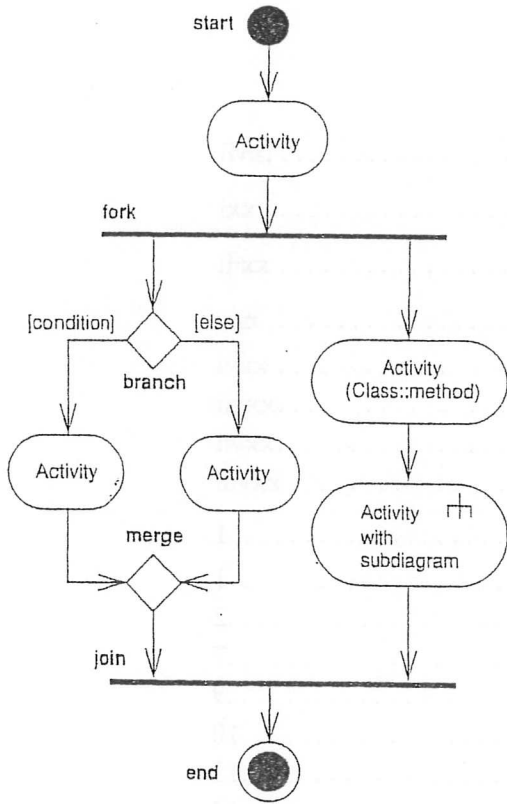 start
Activity
fork
[condition]
[else]
branch
Activity
(Class::method)
Activity
Activity
Activity
with
subdiagram
merge
join
end